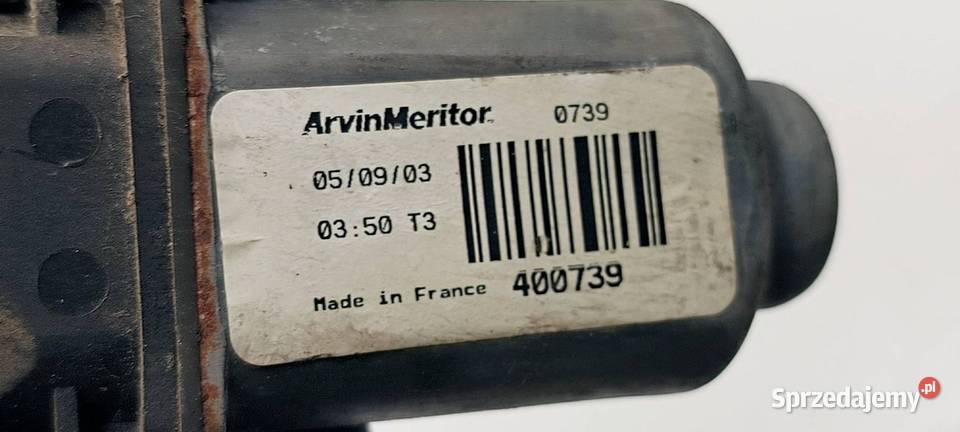 ArvinMeritor 0739
05/09/03
03:50 T3
Made in France 400739
Sprzedajemy.pl